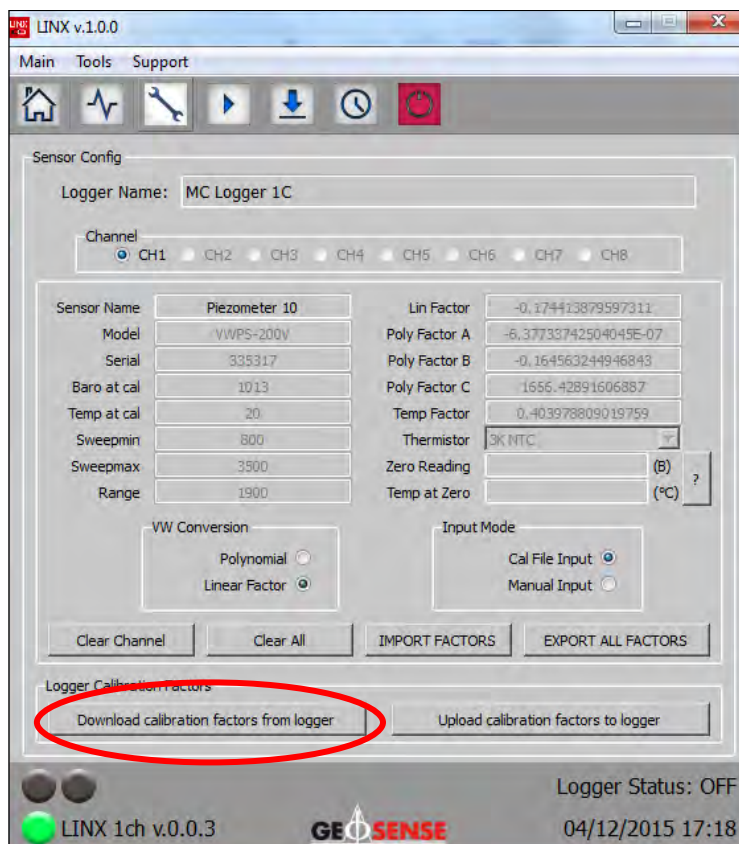 LINX v.1.0.0
Main Tools Support
Sensor Config
Logger Name: MC Logger 1C
Channel
CH1 CH2 CH3 CH4 CH5 CH6 CH7 CH8
Sensor Name Piezometer 10 Lin Factor -0,174413879597311
Model VWPS-200V Poly Factor A -6,37733742504045E-07
Serial 335317 Poly Factor B -0,164563244946843
Baro at cal 1013 Poly Factor C 1656,42891606887
Temp at cal 20 Temp Factor 0,403978809019759
Sweepmin 800 Thermistor 3K NTC
Sweepmax 3500 Zero Reading (B) ?
Range 1900 Temp at Zero (°C)
VW Conversion Input Mode
Polynomial Cal File Input
Linear Factor Manual Input
Clear Channel Clear All IMPORT FACTORS EXPORT ALL FACTORS
Logger Calibration Factors
Download calibration factors from logger Upload calibration factors to logger
Logger Status: OFF
LINX 1ch v.0.0.3 GEOSENSE 04/12/2015 17:18